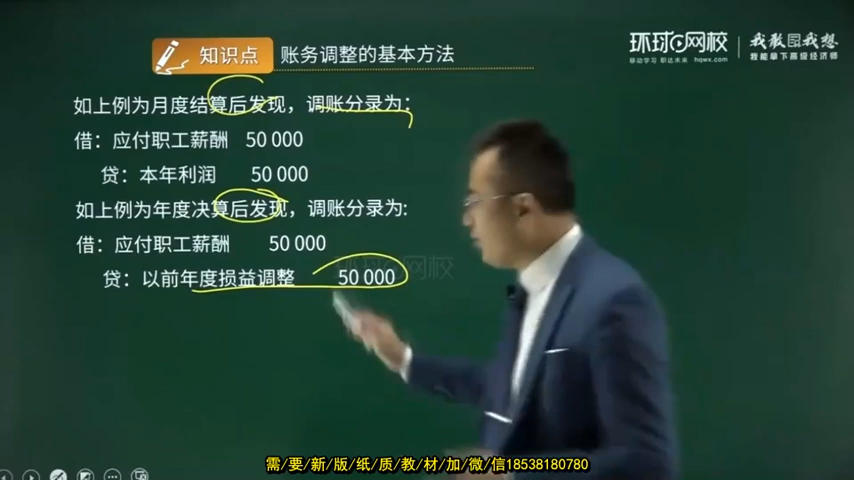 环球网校
移动学习 职达未来 hqwx.com
我敢因我想
我能拿下高级经济师
知识点 账务调整的基本方法
如上例为月度结算后发现，调账分录为：
借：应付职工薪酬 50 000
贷：本年利润 50 000
如上例为年度决算后发现，调账分录为:
借：应付职工薪酬 50 000
贷：以前年度损益调整 50 000
环球网校
需/要/新/版/纸/质/教/材/加/微/信18538180780